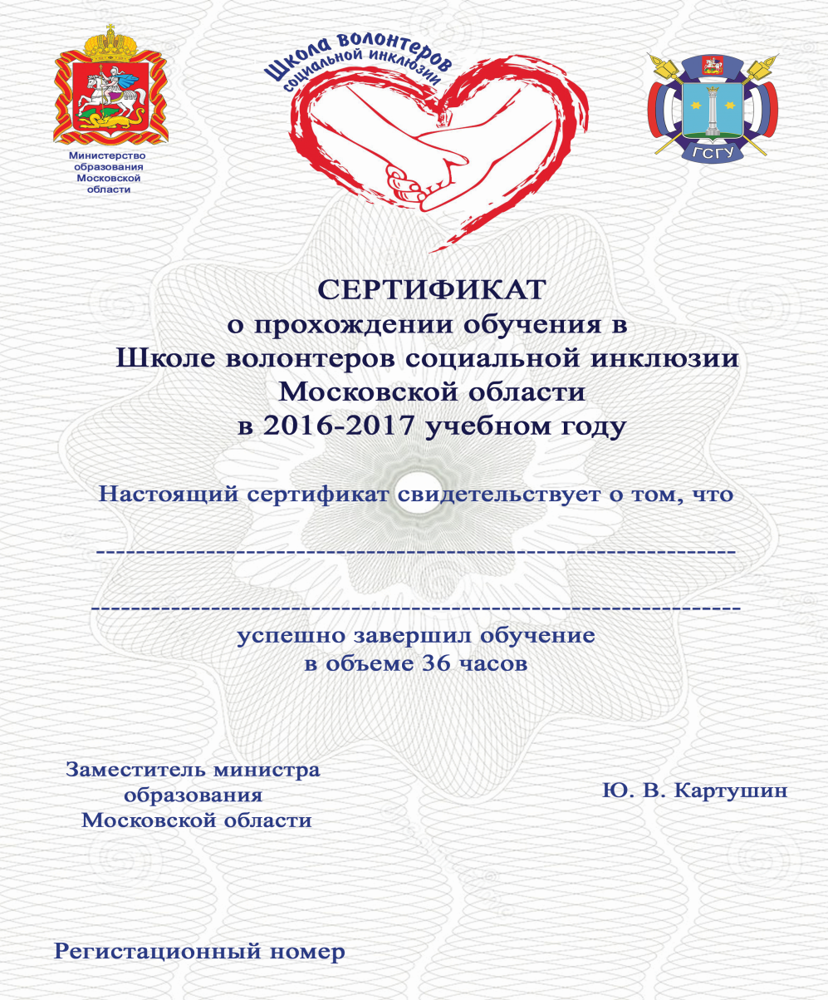 Министерство
образования
Московской
области
Школа волонтеров
социальной инклюзии
ГСГУ
СЕРТИФИКАТ
о прохождении обучения в
Школе волонтеров социальной инклюзии
Московской области
в 2016-2017 учебном году
Настоящий сертификат свидетельствует о том, что
успешно завершил обучение
в объеме 36 часов
Заместитель министра
образования
Московской области
Ю. В. Картушин
Регистационный номер